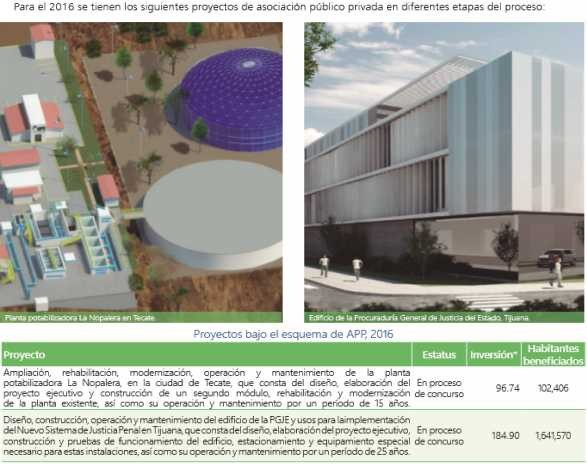 Para el 2016 se tienen los siguientes proyectos de asociación público privada en diferentes etapas del proceso:
Planta potabilizadora La Nopalera en Tecate.
Edificio de la Procuraduría General de Justicia del Estado, Tijuana.
Proyectos bajo el esquema de APP, 2016
Proyecto
Estatus
Inversión*
Habitantes
beneficiados
Ampliación, rehabilitación, modernización, operación y mantenimiento de la planta
potabilizadora La Nopalera, en la ciudad de Tecate, que consta del diseño, elaboración del
proyecto ejecutivo y construcción de un segundo módulo, rehabilitación y modernización
de la planta existente, así como su operación y mantenimiento por un período de 15 años.
En proceso
de concurso
96.74
102,406
Diseño, construcción, operación y mantenimiento del edificio de la PGJE y usos para laimplementación
del Nuevo Sistema de Justicia Penal en Tijuana, que consta del diseño, elaboración del proyecto ejecutivo,
construcción y pruebas de funcionamiento del edificio, estacionamiento y equipamiento especial
necesario para estas instalaciones, así como su operación y mantenimiento por un período de 25 años.
En proceso
de concurso
184.90
1,641,570